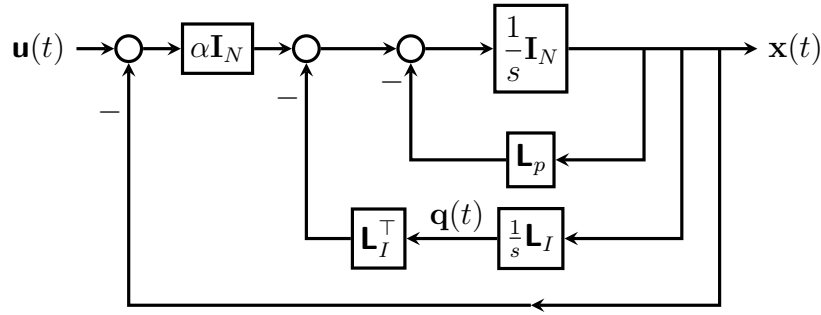 𝐮(t) α𝐈_N 1/s 𝐈_N 𝐱(t)
− − −
𝐋_p
𝐪(t)
𝐋_I^⊤ 1/s 𝐋_I